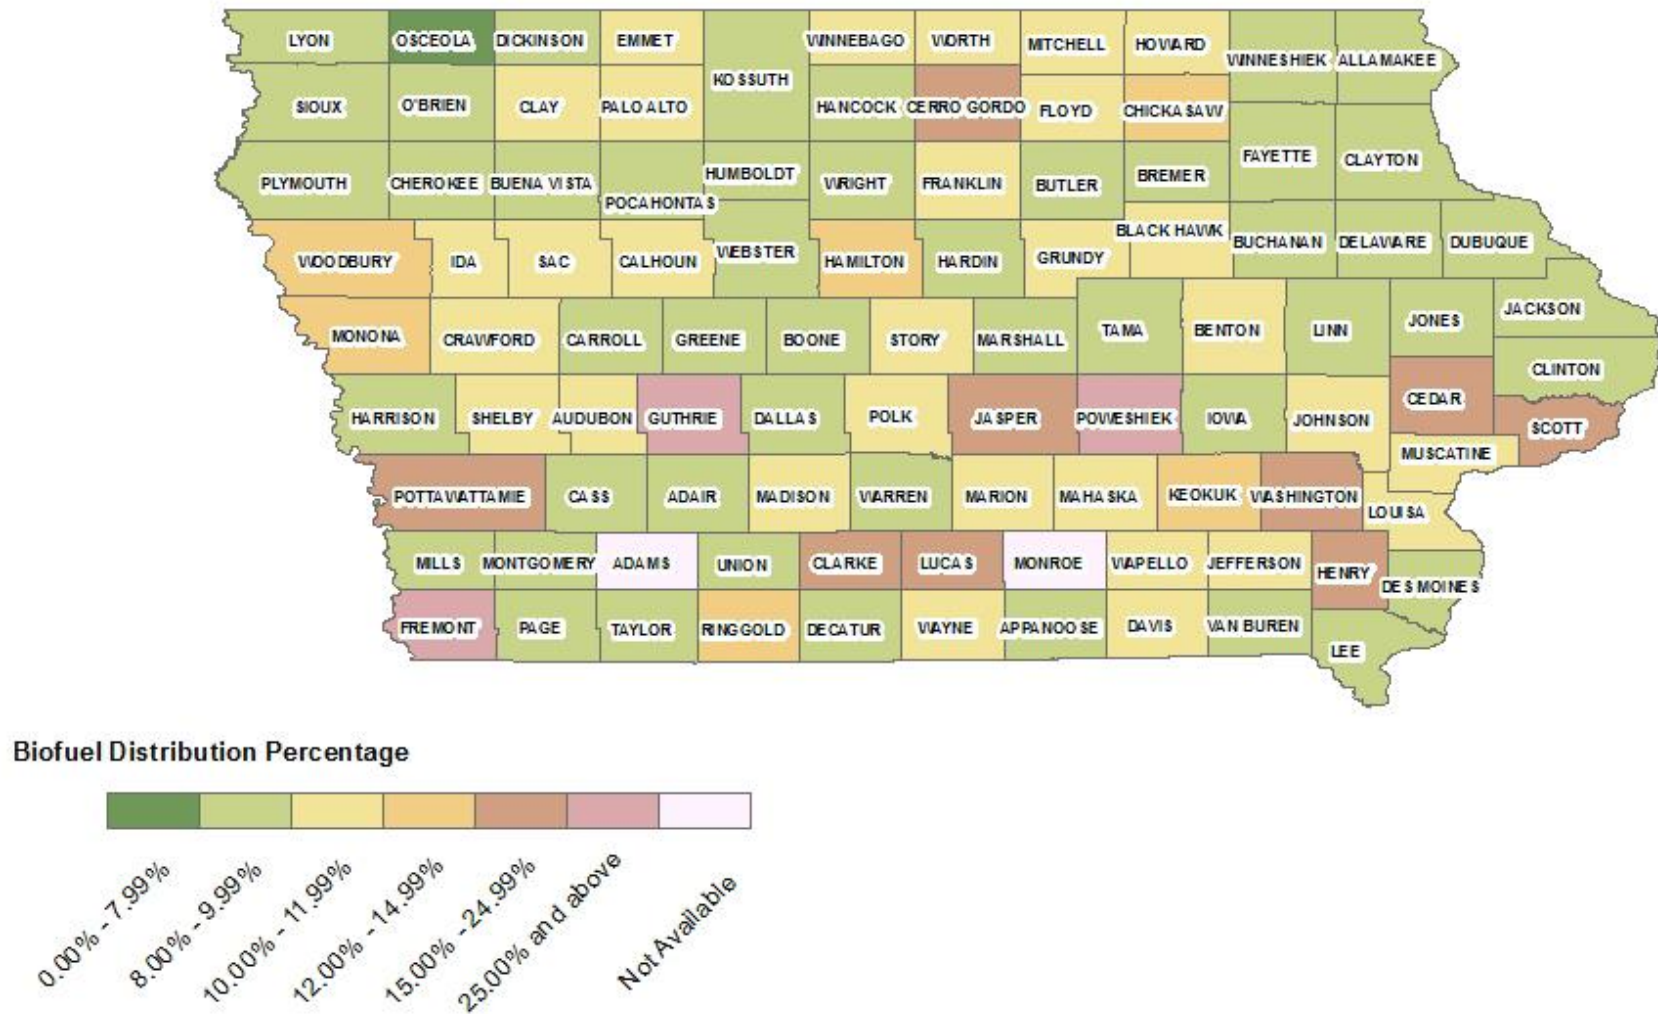 LYON
OSCEOLA
DICKINSON
EMMET
KOSSUTH
WINNEBAGO
WORTH
MITCHELL
HOWARD
WINNESHIEK
ALLAMAKEE
SIOUX
O'BRIEN
CLAY
PALO ALTO
HANCOCK
CERRO GORDO
FLOYD
CHICKASAW
PLYMOUTH
CHEROKEE
BUENA VISTA
POCAHONTAS
HUMBOLDT
WRIGHT
FRANKLIN
BUTLER
BREMER
FAYETTE
CLAYTON
WOODBURY
IDA
SAC
CALHOUN
WEBSTER
HAMILTON
HARDIN
GRUNDY
BLACK HAWK
BUCHANAN
DELAWARE
DUBUQUE
MONONA
CRAWFORD
CARROLL
GREENE
BOONE
STORY
MARSHALL
TAMA
BENTON
LINN
JONES
JACKSON
CLINTON
HARRISON
SHELBY
AUDUBON
GUTHRIE
DALLAS
POLK
JASPER
POWESHIEK
IOWA
JOHNSON
CEDAR
SCOTT
MUSCATINE
POTTAWATTAMIE
CASS
ADAIR
MADISON
WARREN
MARION
MAHASKA
KEOKUK
WASHINGTON
LOUISA
MILLS
MONTGOMERY
ADAMS
UNION
CLARKE
LUCAS
MONROE
WAPELLO
JEFFERSON
HENRY
DES MOINES
FREMONT
PAGE
TAYLOR
RINGGOLD
DECATUR
WAYNE
APPANOOSE
DAVIS
VAN BUREN
LEE
Biofuel Distribution Percentage
0.00% - 7.99%
8.00% - 9.99%
10.00% - 11.99%
12.00% - 14.99%
15.00% - 24.99%
25.00% and above
Not Available